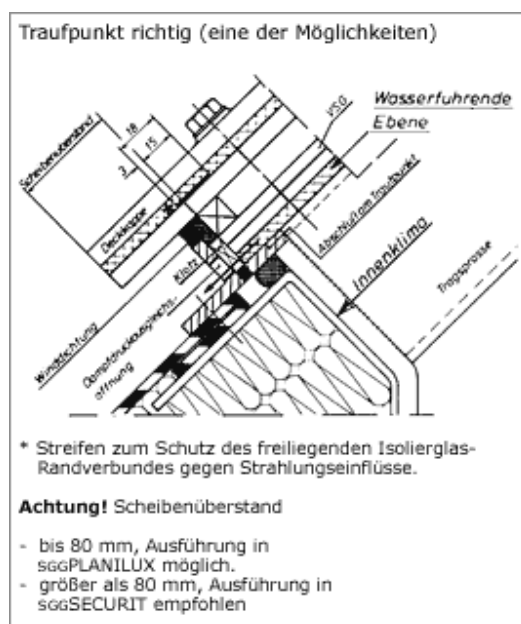 Traufpunkt richtig (eine der Möglichkeiten)
Scheibenüberstand
3
18
15
VSG
Wasserführende
Ebene
Deckkappe
Abschluß am Traufpunkt
Klotz
Innenklima
Tragsprosse
Winddichtung
Dampfdruckausgleichs-
öffnung
* Streifen zum Schutz des freiliegenden Isolierglas-
Randverbundes gegen Strahlungseinflüsse.
Achtung! Scheibenüberstand
- bis 80 mm, Ausführung in
SGGPLANILUX möglich.
- größer als 80 mm, Ausführung in
SGGSECURIT empfohlen